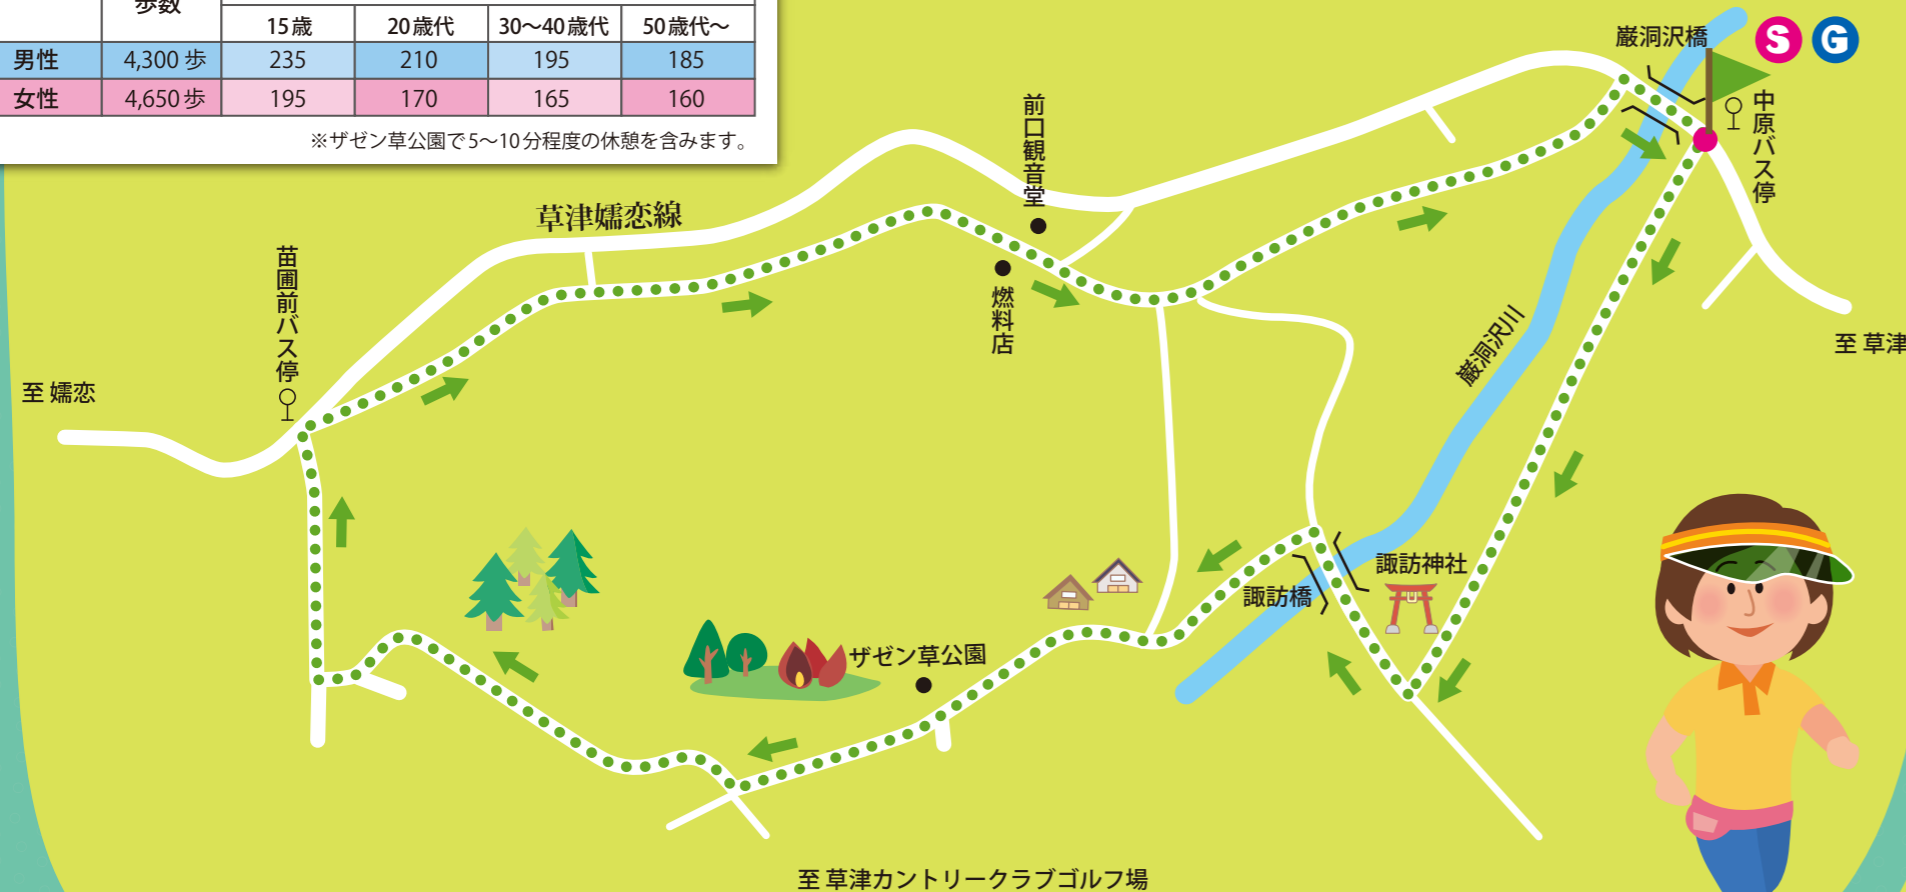 歩数
15歳 20歳代 30～40歳代 50歳代～
男性 4,300 歩 235 210 195 185
女性 4,650 歩 195 170 165 160
※ザゼン草公園で5～10分程度の休憩を含みます。
巌洞沢橋
S G
中原バス停
前口観音堂
草津嬬恋線
苗圃前バス停
燃料店
巌洞沢川
至 草津
至 嬬恋
諏訪神社
諏訪橋
ザゼン草公園
至 草津カントリークラブゴルフ場